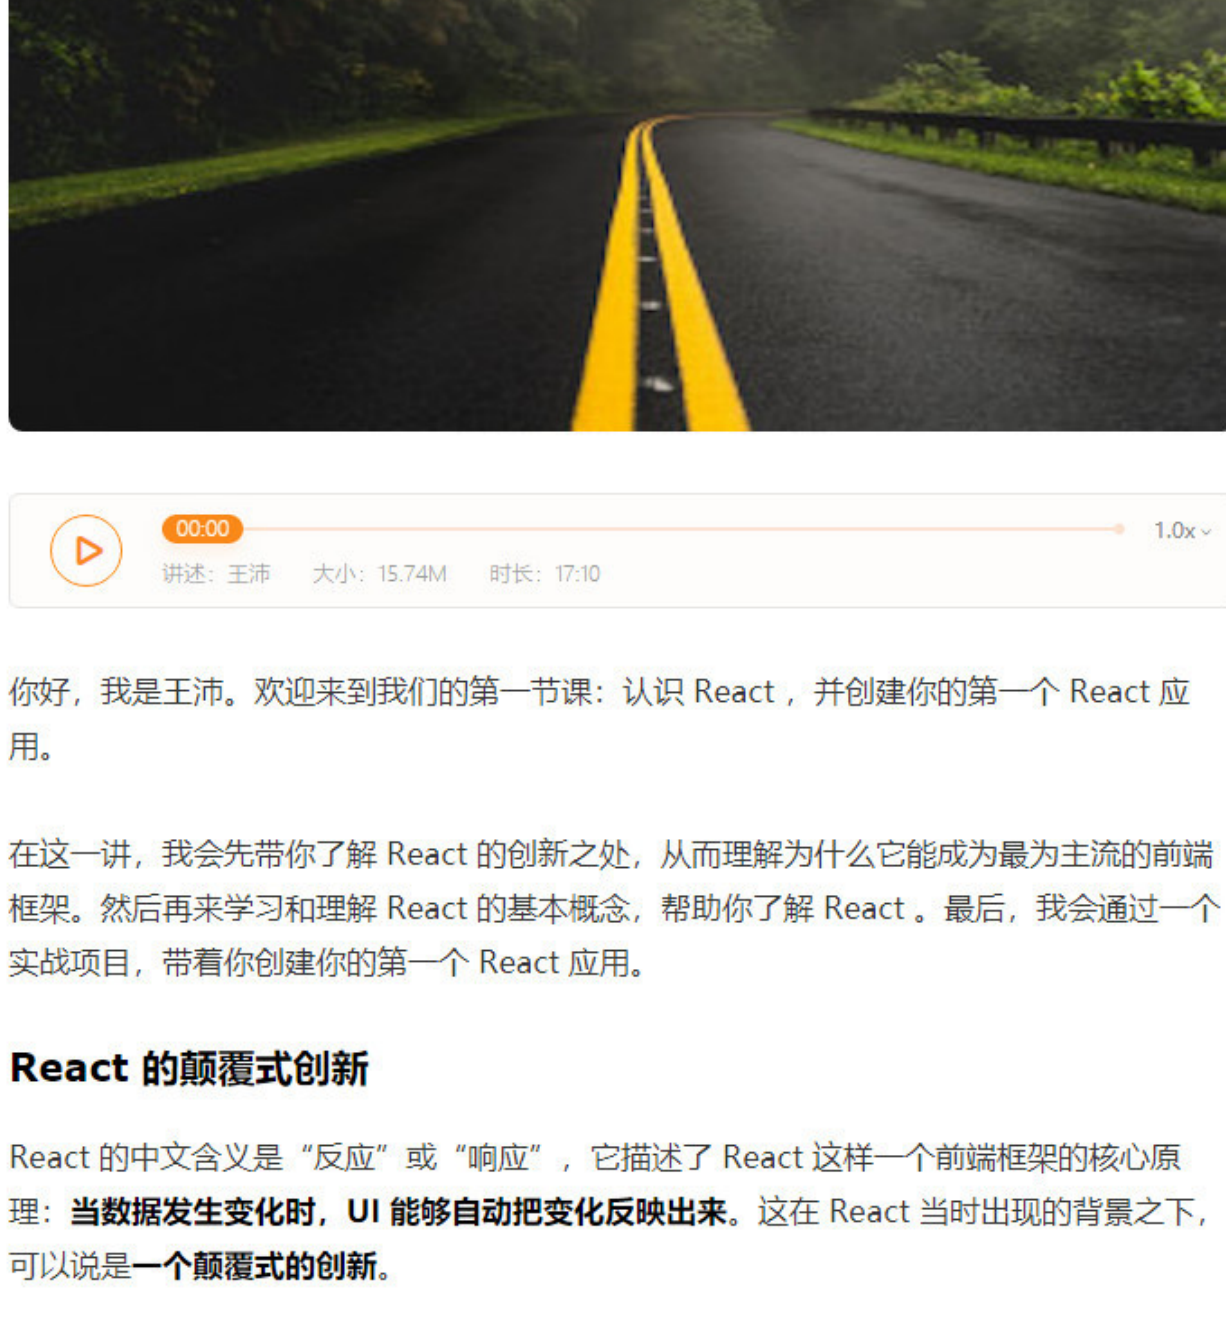 00:00
1.0x
讲述：王沛 大小：15.74M 时长：17:10
你好，我是王沛。欢迎来到我们的第一节课：认识 React ，并创建你的第一个 React 应
用。
在这一讲，我会先带你了解 React 的创新之处，从而理解为什么它能成为最为主流的前端
框架。然后再来学习和理解 React 的基本概念，帮助你了解 React 。最后，我会通过一个
实战项目，带着你创建你的第一个 React 应用。
React 的颠覆式创新
React 的中文含义是“反应”或“响应”，它描述了 React 这样一个前端框架的核心原
理：当数据发生变化时，UI 能够自动把变化反映出来。这在 React 当时出现的背景之下，
可以说是一个颠覆式的创新。